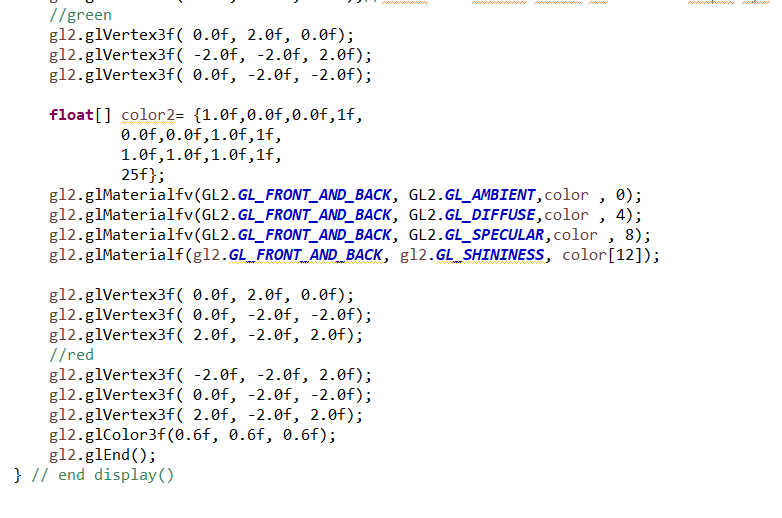 //green
gl2.glVertex3f( 0.0f, 2.0f, 0.0f);
gl2.glVertex3f( -2.0f, -2.0f, 2.0f);
gl2.glVertex3f( 0.0f, -2.0f, -2.0f);
float[] color2= {1.0f,0.0f,0.0f,1f,
0.0f,0.0f,1.0f,1f,
1.0f,1.0f,1.0f,1f,
25f};
gl2.glMaterialfv(GL2.GL_FRONT_AND_BACK, GL2.GL_AMBIENT,color , 0);
gl2.glMaterialfv(GL2.GL_FRONT_AND_BACK, GL2.GL_DIFFUSE,color , 4);
gl2.glMaterialfv(GL2.GL_FRONT_AND_BACK, GL2.GL_SPECULAR,color , 8);
gl2.glMaterialf(gl2.GL_FRONT_AND_BACK, gl2.GL_SHININESS, color[12]);
gl2.glVertex3f( 0.0f, 2.0f, 0.0f);
gl2.glVertex3f( 0.0f, -2.0f, -2.0f);
gl2.glVertex3f( 2.0f, -2.0f, 2.0f);
//red
gl2.glVertex3f( -2.0f, -2.0f, 2.0f);
gl2.glVertex3f( 0.0f, -2.0f, -2.0f);
gl2.glVertex3f( 2.0f, -2.0f, 2.0f);
gl2.glColor3f(0.6f, 0.6f, 0.6f);
gl2.glEnd();
} // end display()